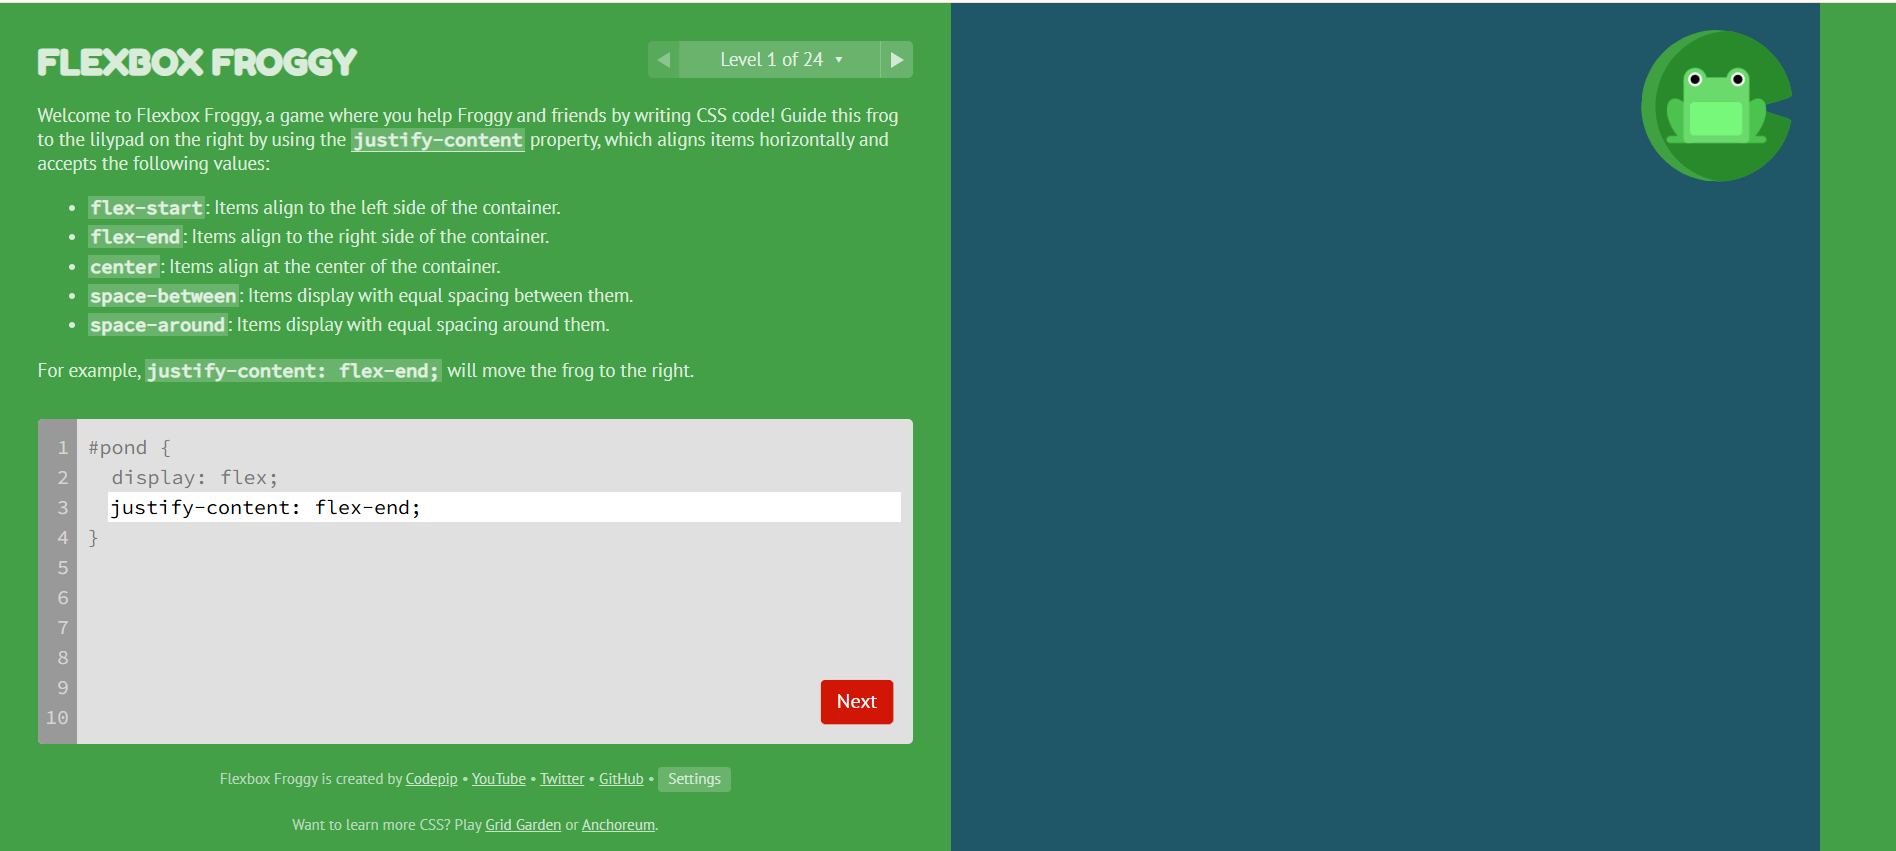 FLEXBOX FROGGY
Level 1 of 24
Welcome to Flexbox Froggy, a game where you help Froggy and friends by writing CSS code! Guide this frog
to the lilypad on the right by using the justify-content property, which aligns items horizontally and
accepts the following values:
• flex-start: Items align to the left side of the container.
• flex-end: Items align to the right side of the container.
• center: Items align at the center of the container.
• space-between: Items display with equal spacing between them.
• space-around: Items display with equal spacing around them.
For example, justify-content: flex-end; will move the frog to the right.
1 #pond {
2 display: flex;
3 justify-content: flex-end;
4 }
5
6
7
8
9
10
Next
Flexbox Froggy is created by Codepip • YouTube • Twitter • GitHub • Settings
Want to learn more CSS? Play Grid Garden or Anchoreum.